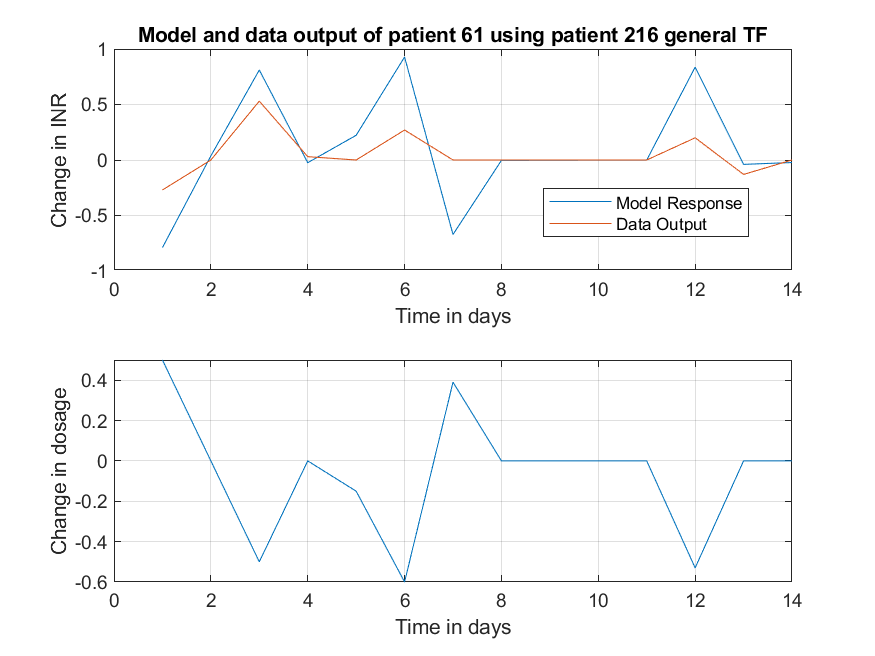 Model and data output of patient 61 using patient 216 general TF
1
0.5
0
-0.5
-1
Change in INR
Model Response
Data Output
0 2 4 6 8 10 12 14
Time in days
0.4
0.2
0
-0.2
-0.4
-0.6
Change in dosage
0 2 4 6 8 10 12 14
Time in days